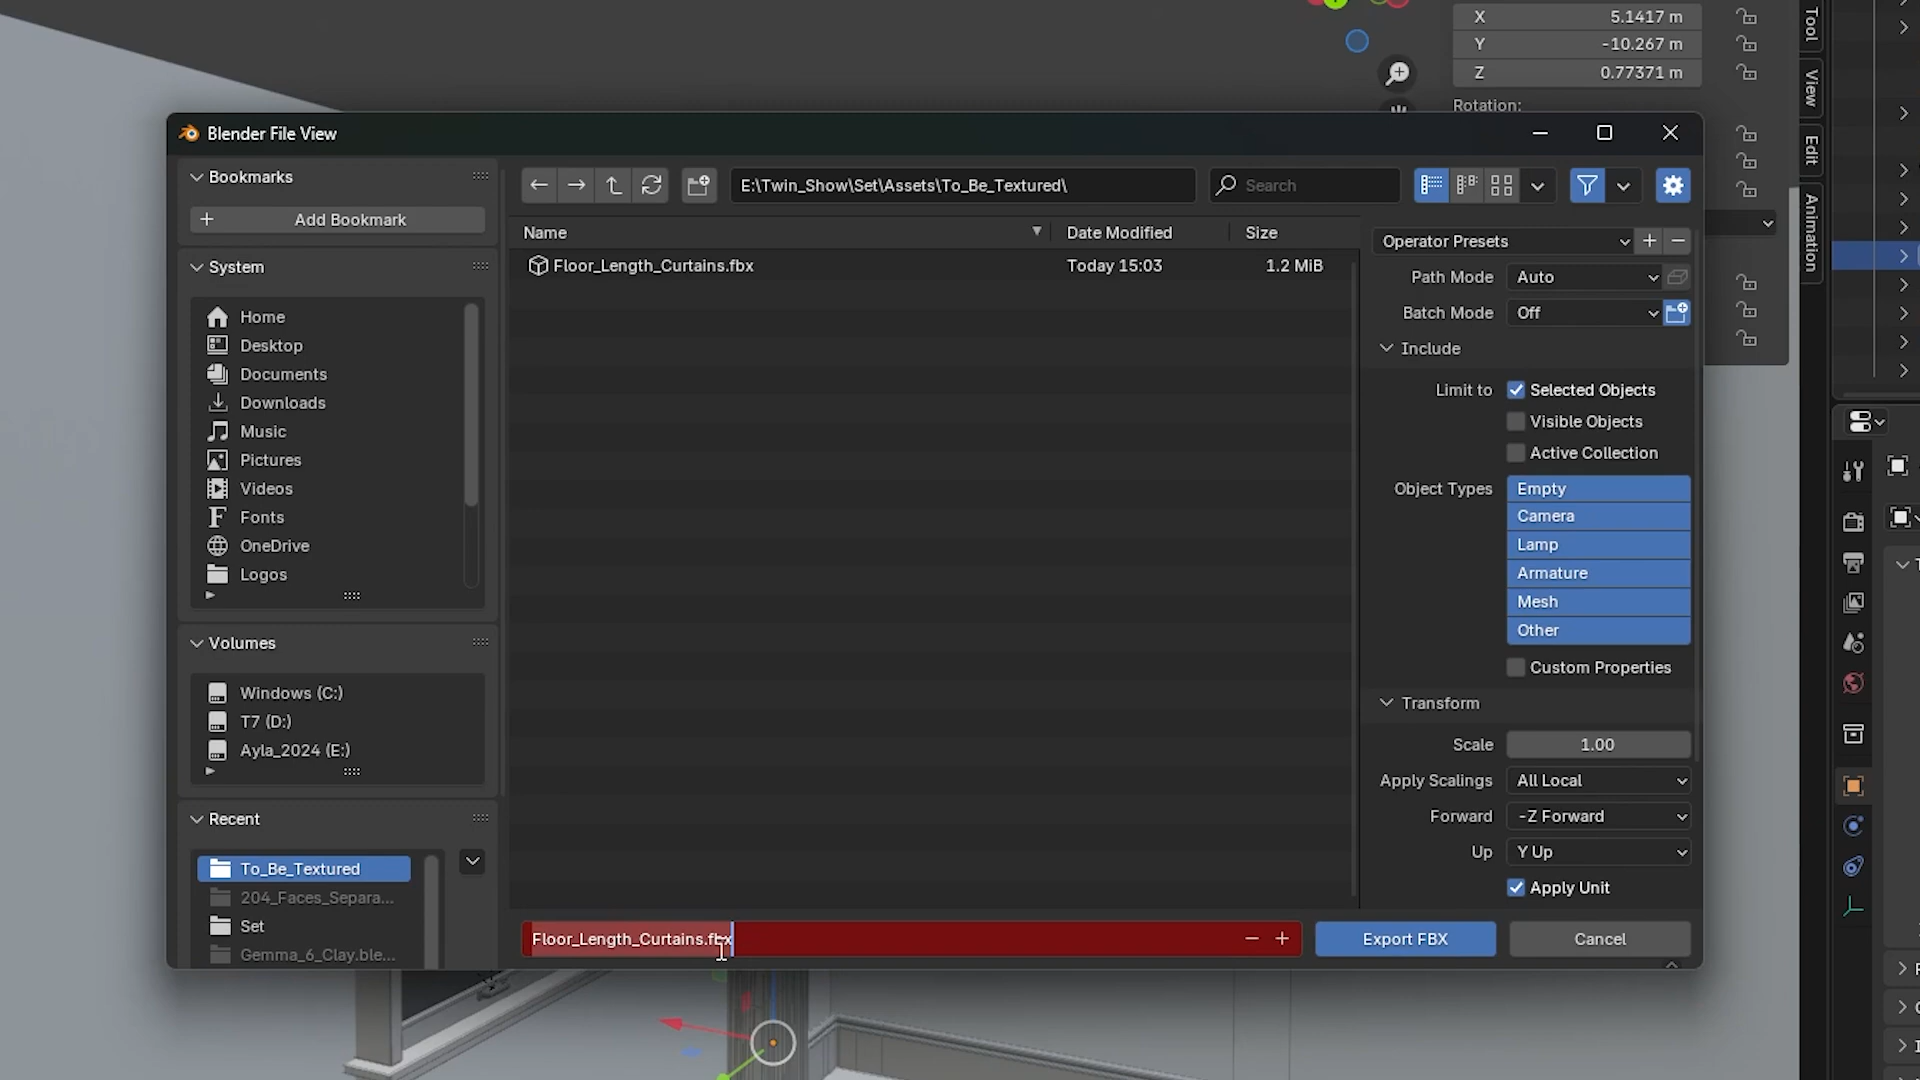 X 5.1417 m
Y -10.267 m
Z 0.77371 m
Rotation:
Tool
View
Edit
Animation
Blender File View
Bookmarks
Add Bookmark
System
Home
Desktop
Documents
Downloads
Music
Pictures
Videos
Fonts
OneDrive
Logos
Volumes
Windows (C:)
T7 (D:)
Ayla_2024 (E:)
Recent
To_Be_Textured
204_Faces_Separa...
Set
Gemma_6_Clay.ble...
E:\Twin_Show\Set\Assets\To_Be_Textured\
Search
Name Date Modified Size
Floor_Length_Curtains.fbx Today 15:03 1.2 MiB
Operator Presets
Path Mode Auto
Batch Mode Off
Include
Limit to Selected Objects
Visible Objects
Active Collection
Object Types Empty
Camera
Lamp
Armature
Mesh
Other
Custom Properties
Transform
Scale 1.00
Apply Scalings All Local
Forward -Z Forward
Up Y Up
Apply Unit
Floor_Length_Curtains.fbx
Export FBX
Cancel